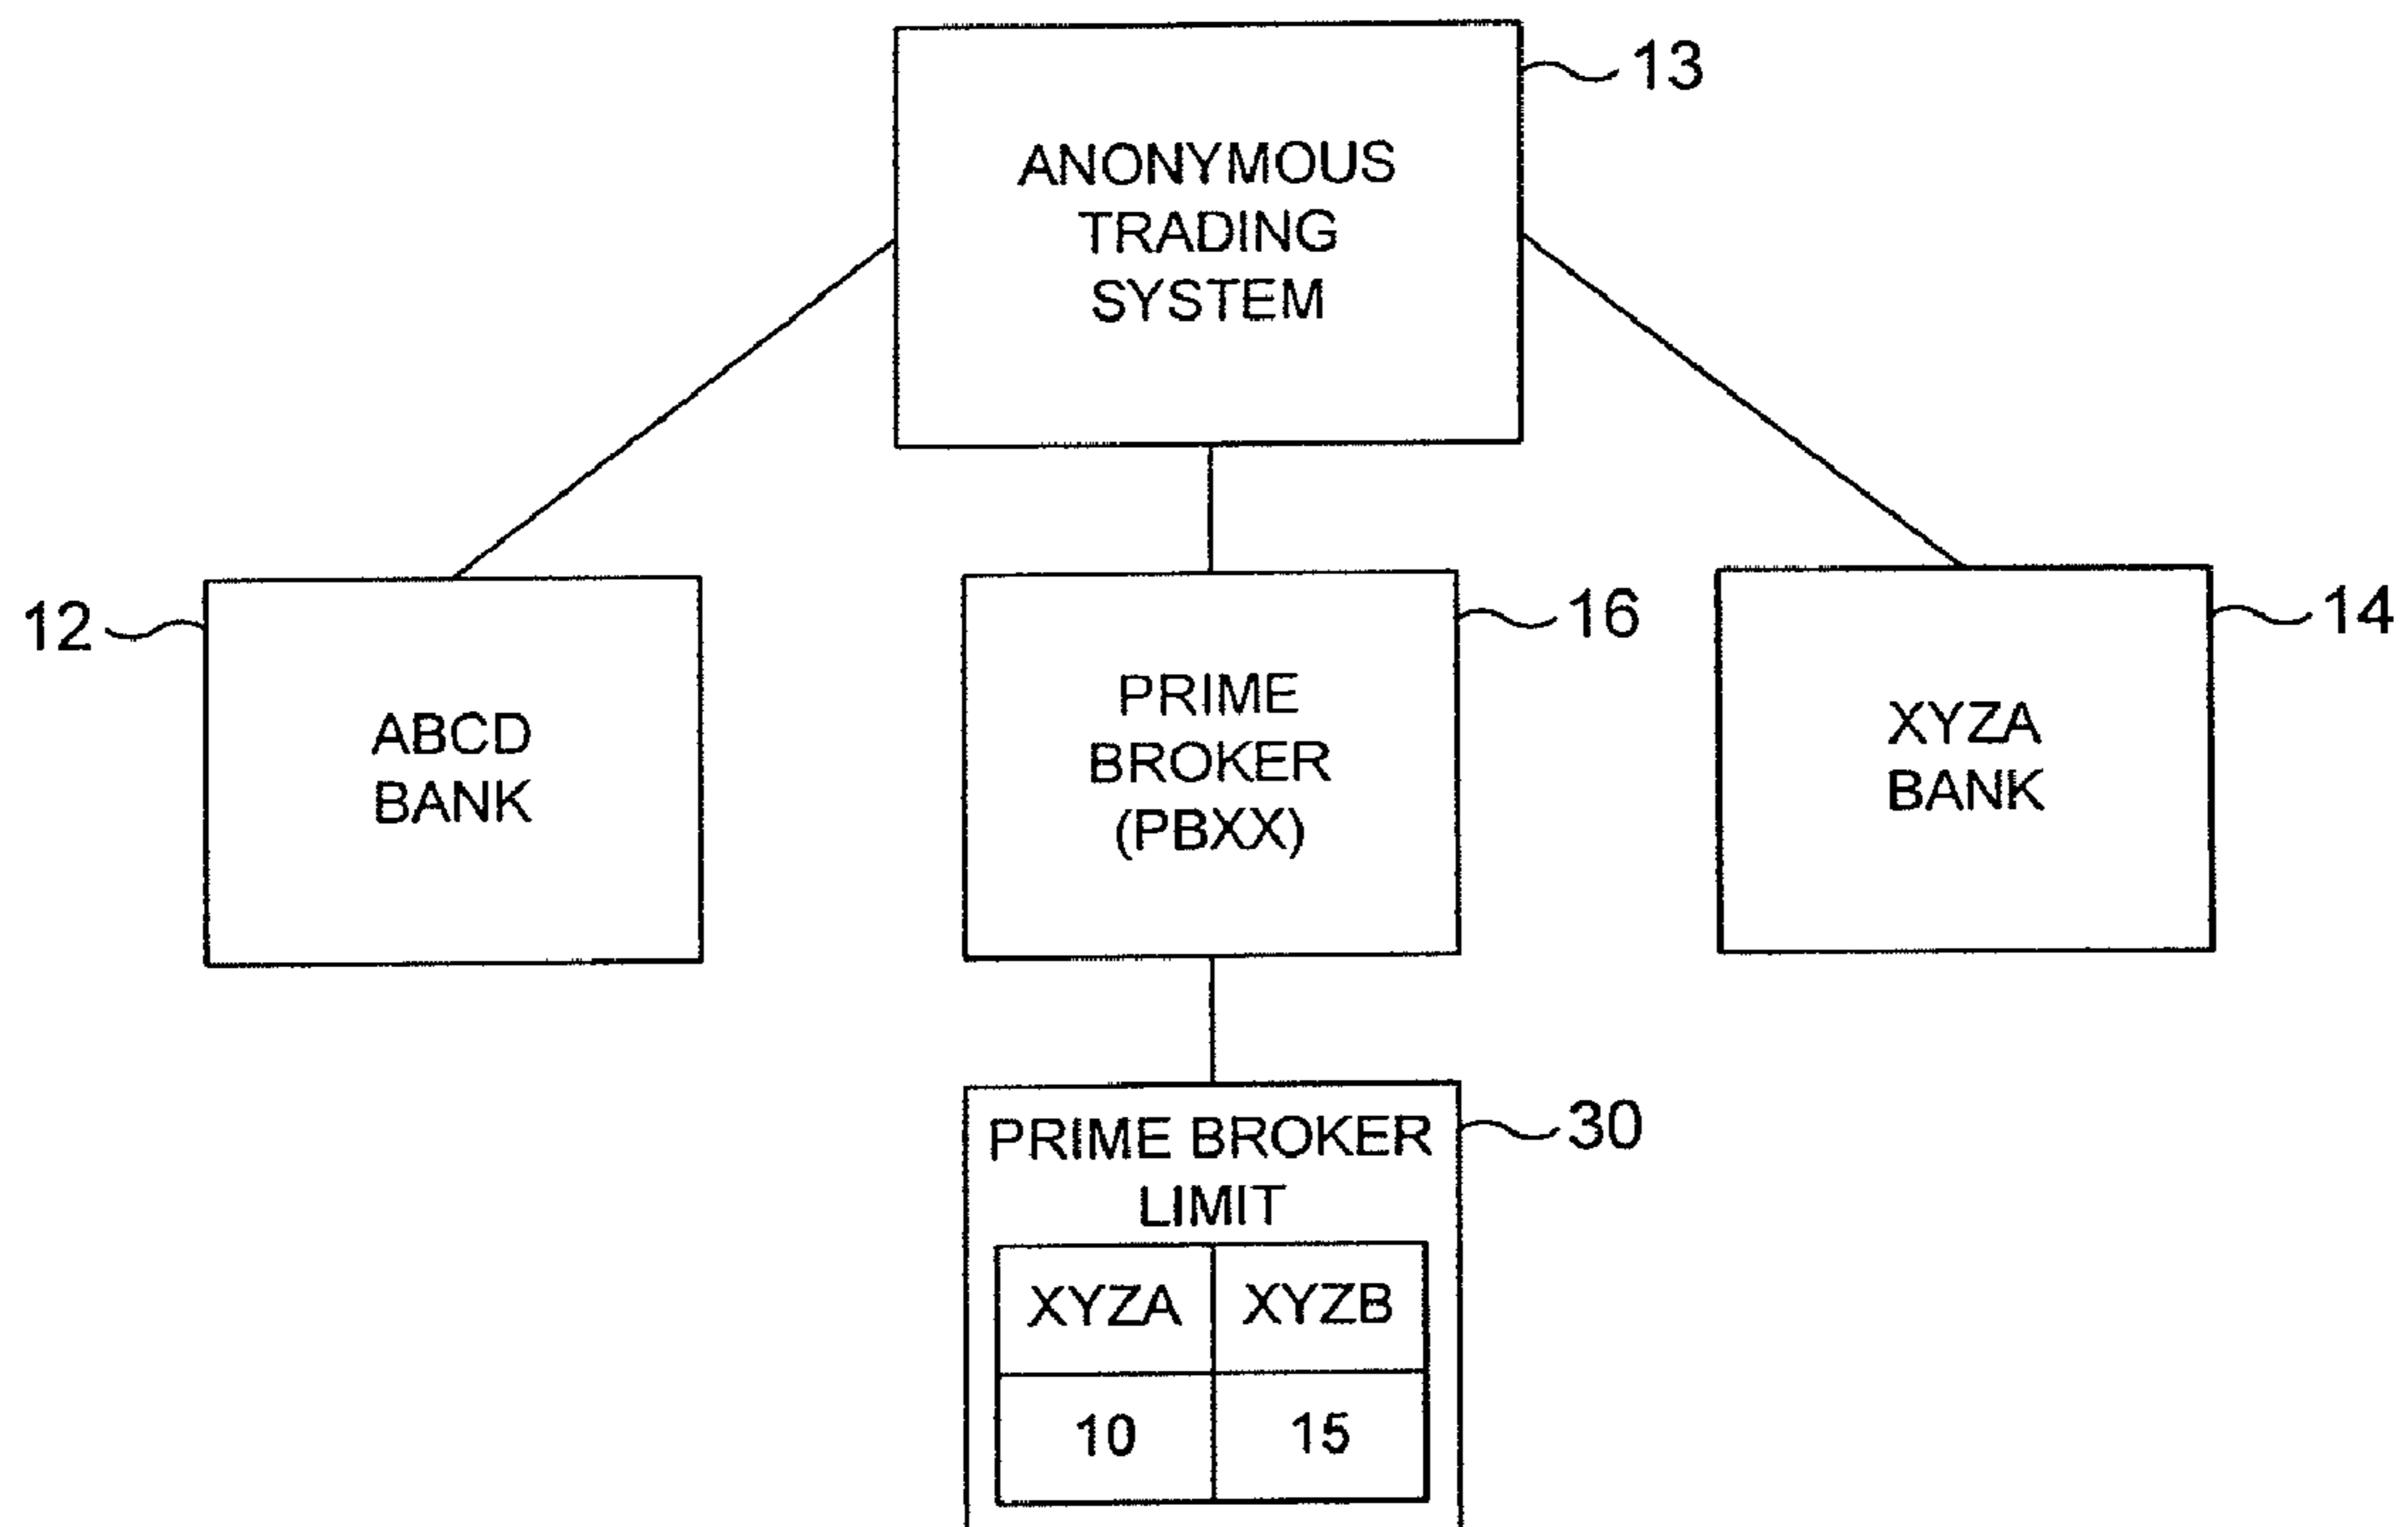 13
ANONYMOUS
TRADING
SYSTEM
12
ABCD
BANK
16
PRIME
BROKER
(PBXX)
14
XYZA
BANK
30
PRIME BROKER
LIMIT
XYZA XYZB
10 15